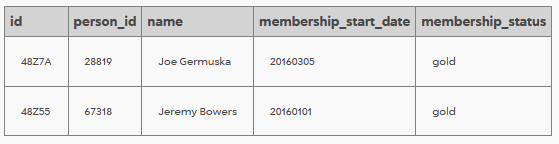 id person_id name membership_start_date membership_status
48Z7A 28819 Joe Germuska 20160305 gold
48Z55 67318 Jeremy Bowers 20160101 gold